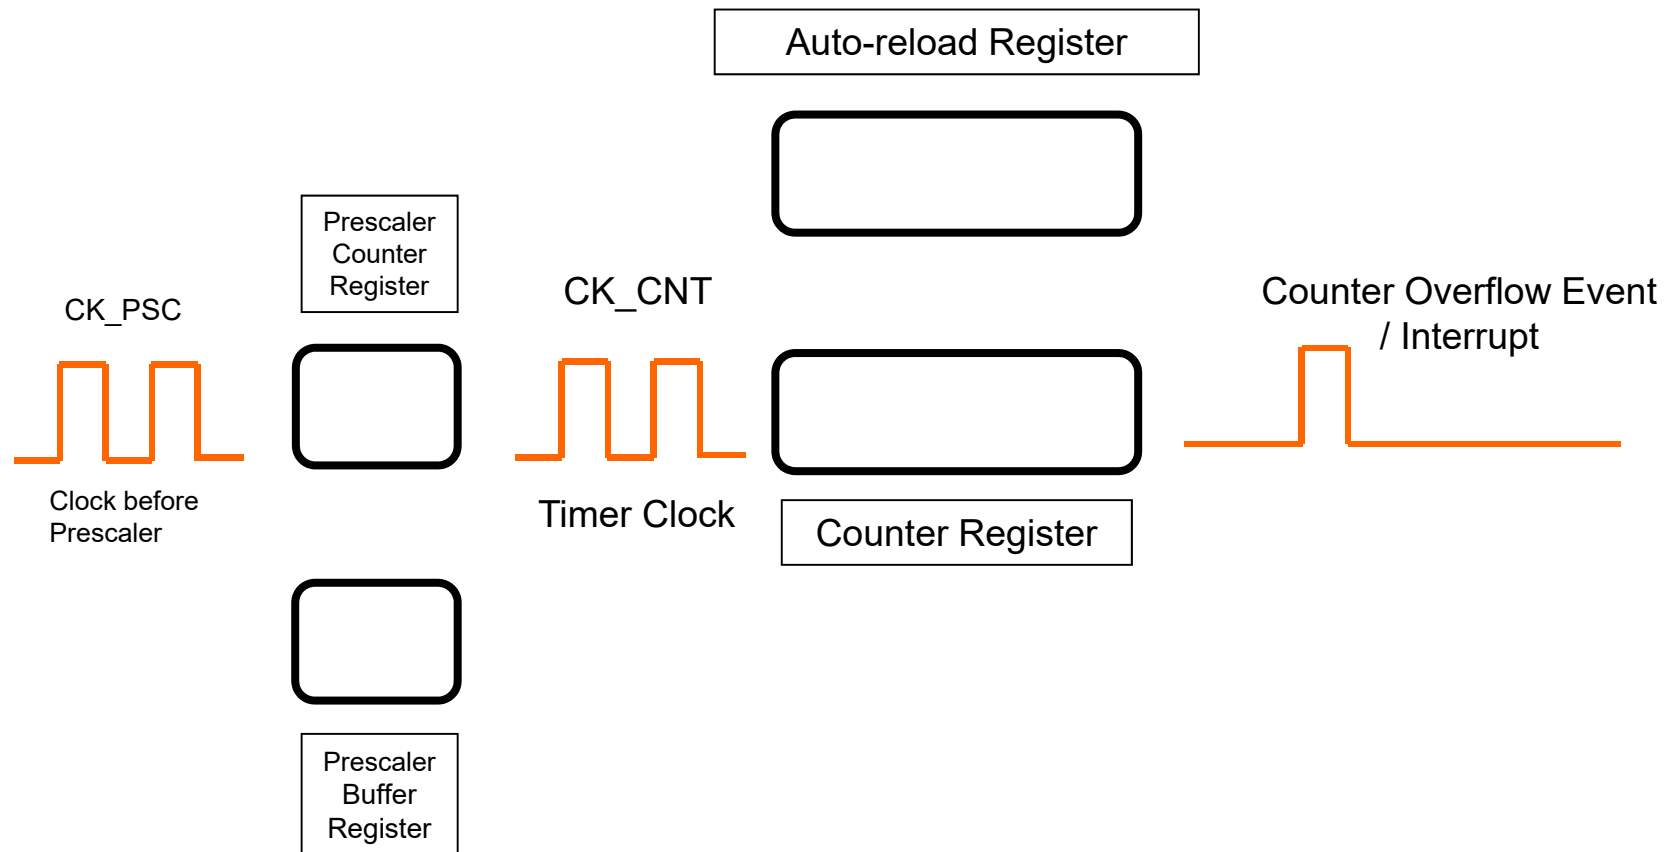 Auto-reload Register
Prescaler
Counter
Register
CK_PSC
CK_CNT
Counter Overflow Event
/ Interrupt
Clock before
Prescaler
Timer Clock
Counter Register
Prescaler
Buffer
Register